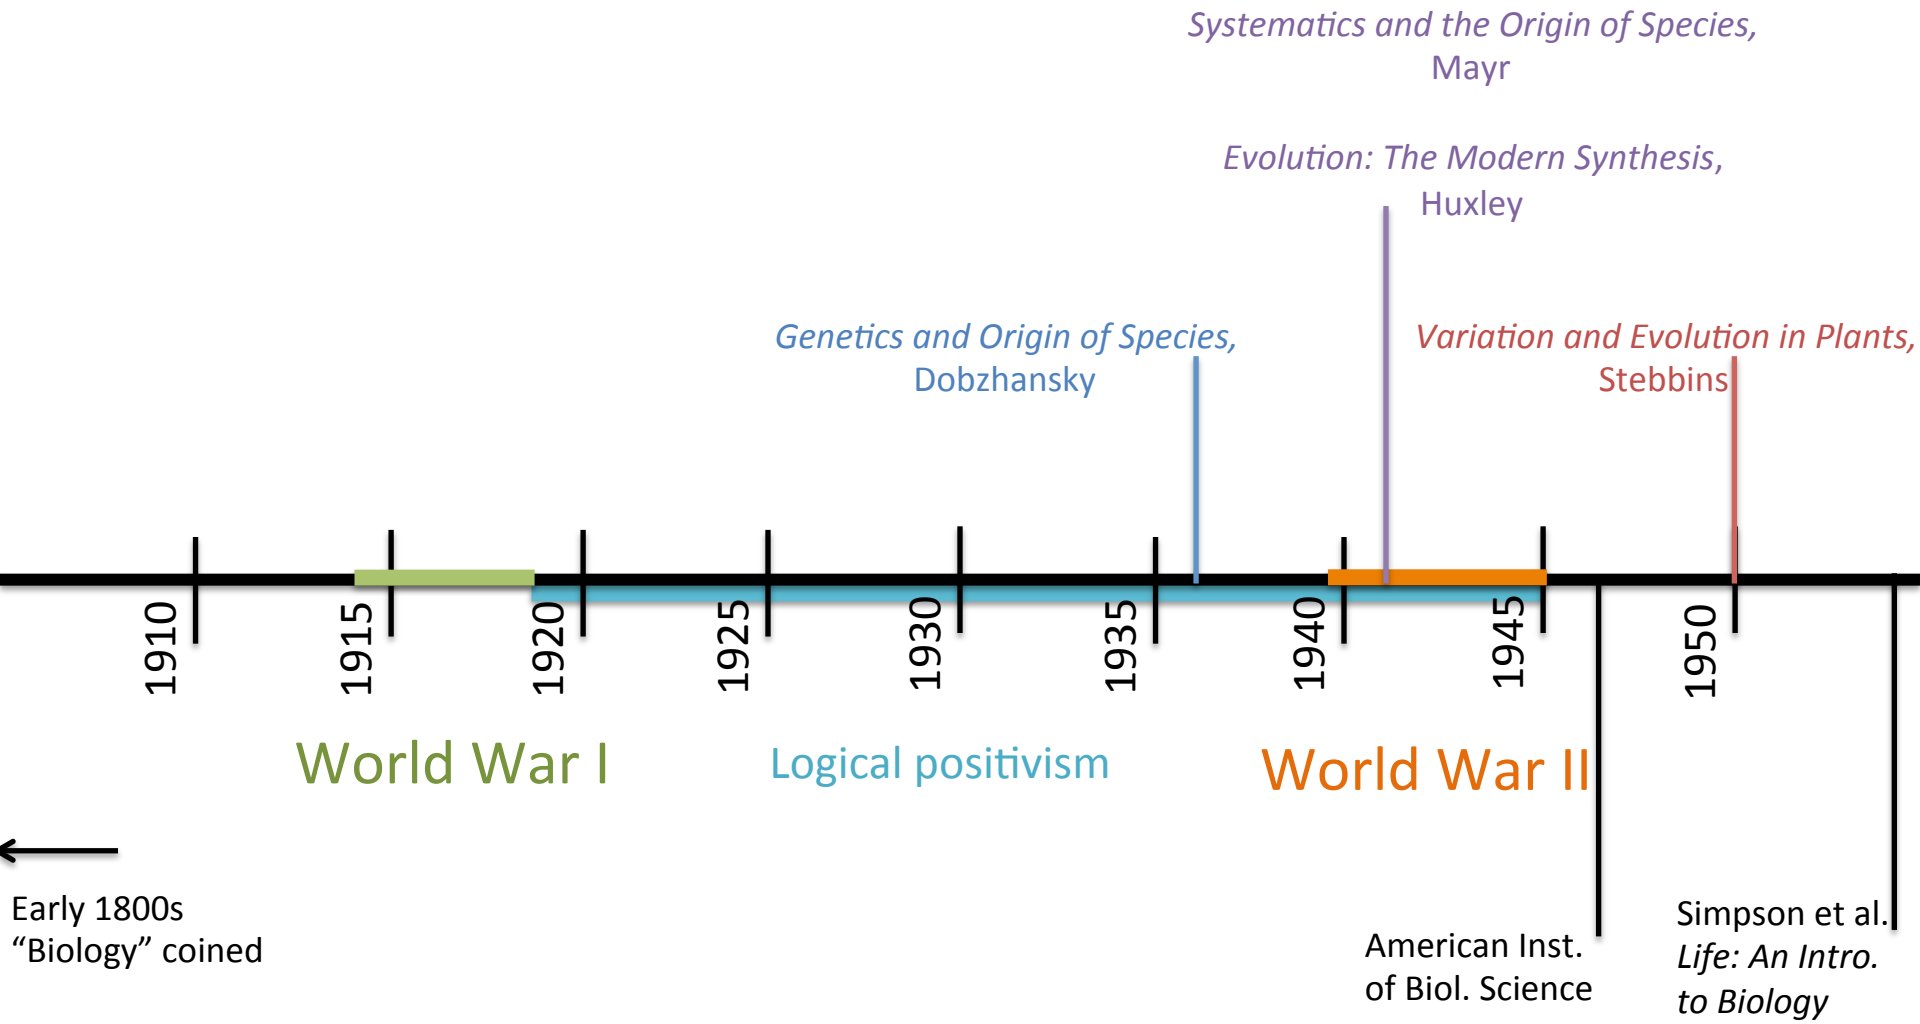 Systematics and the Origin of Species,
Mayr
Evolution: The Modern Synthesis,
Huxley
Genetics and Origin of Species,
Dobzhansky
Variation and Evolution in Plants,
Stebbins
1910
1915
1920
1925
1930
1935
1940
1945
1950
World War I
Logical positivism
World War II
Early 1800s
“Biology” coined
American Inst.
of Biol. Science
Simpson et al.
Life: An Intro.
to Biology